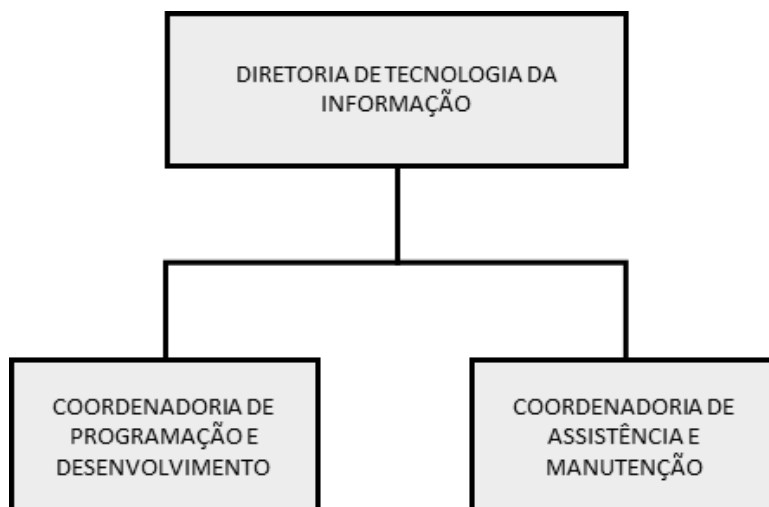 DIRETORIA DE TECNOLOGIA DA
INFORMAÇÃO
COORDENADORIA DE
PROGRAMAÇÃO E
DESENVOLVIMENTO
COORDENADORIA DE
ASSISTÊNCIA E
MANUTENÇÃO